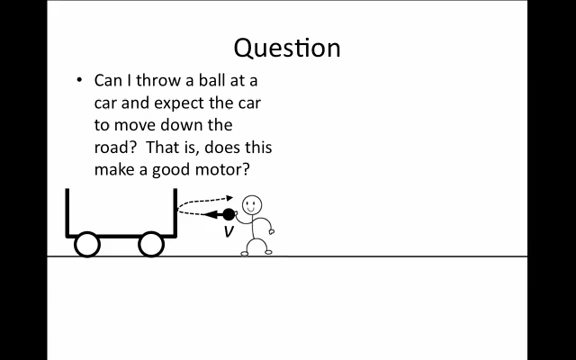 Question
• Can I throw a ball at a
car and expect the car
to move down the
road? That is, does this
make a good motor?
V